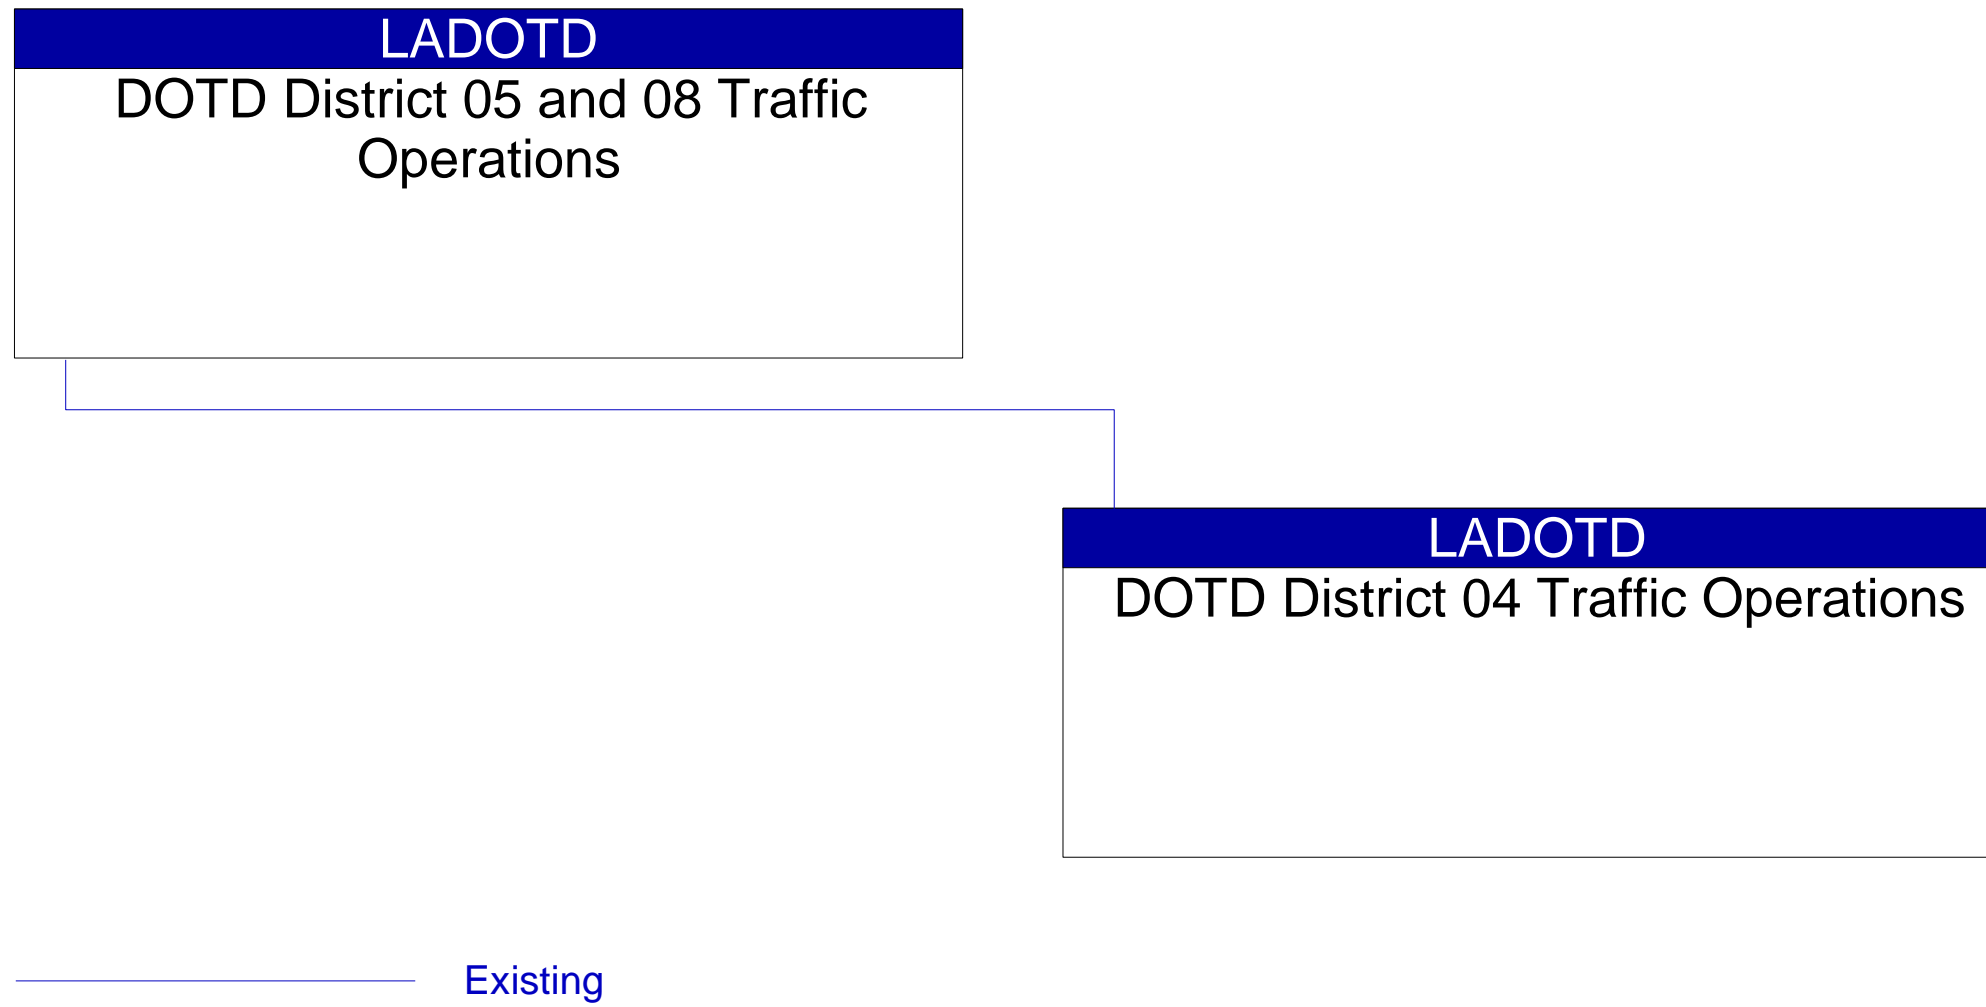 LADOTD
DOTD District 05 and 08 Traffic
Operations
LADOTD
DOTD District 04 Traffic Operations
Existing